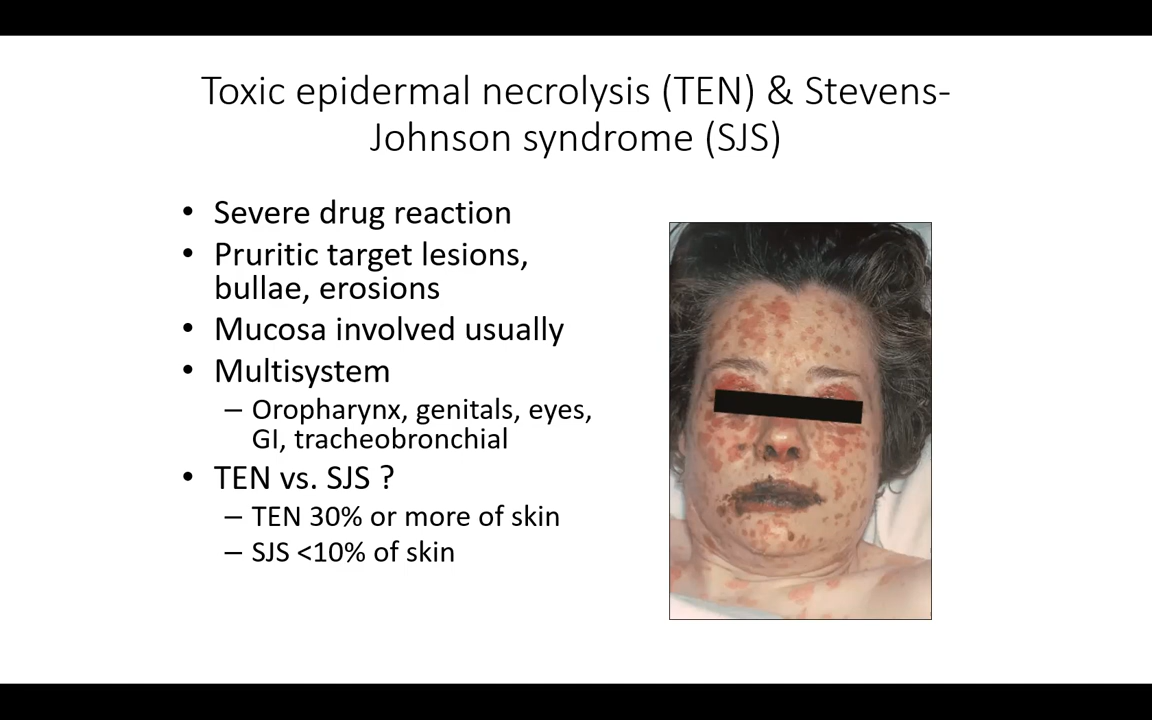 Toxic epidermal necrolysis (TEN) & Stevens-
Johnson syndrome (SJS)
• Severe drug reaction
• Pruritic target lesions,
bullae, erosions
• Mucosa involved usually
• Multisystem
– Oropharynx, genitals, eyes,
GI, tracheobronchial
• TEN vs. SJS ?
– TEN 30% or more of skin
– SJS <10% of skin